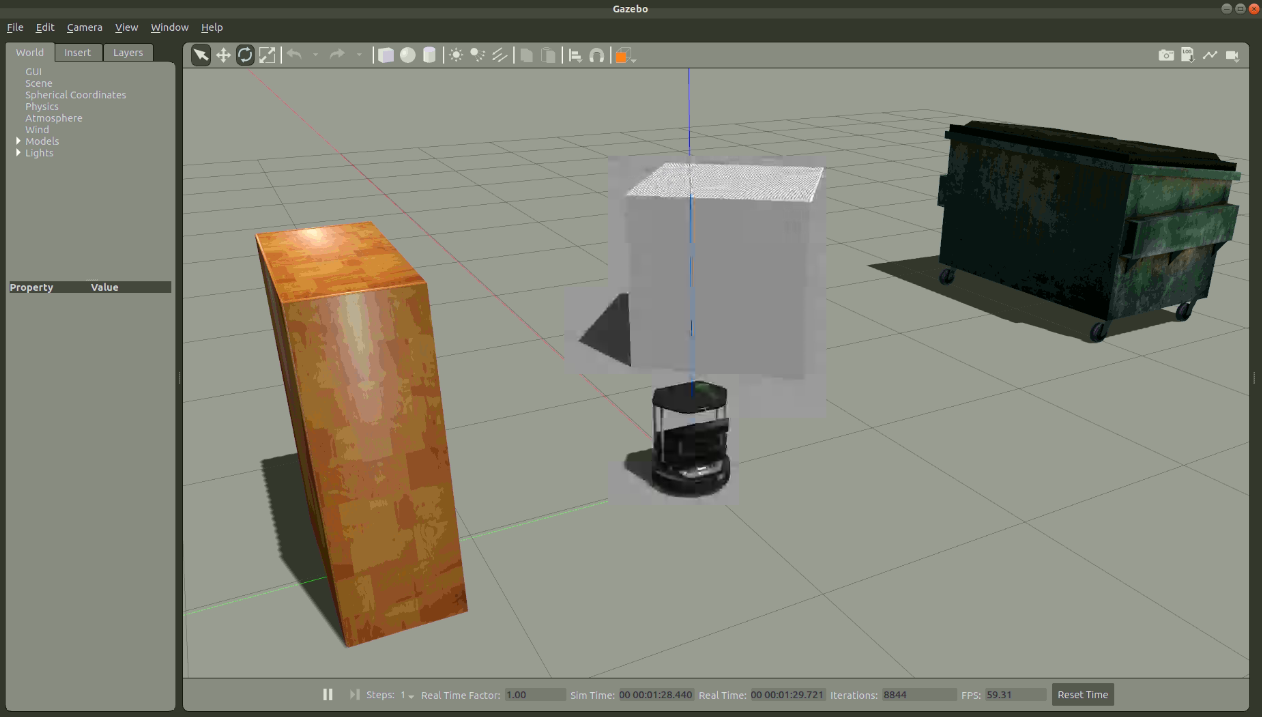 Gazebo
File Edit Camera View Window Help
World Insert Layers
GUI
Scene
Spherical Coordinates
Physics
Atmosphere
Wind
Models
Lights
Property Value
Steps: 1 Real Time Factor: 1.00 Sim Time: 00 00:01:28.440 Real Time: 00 00:01:29.721 Iterations: 8844 FPS: 59.31 Reset Time